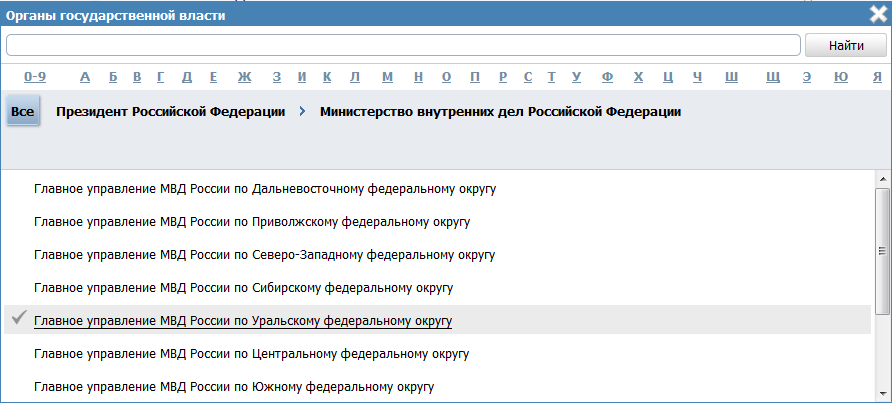 Органы государственной власти
Найти
0-9 А Б В Г Д Е Ж З И К Л М Н О П Р С Т У Ф Х Ц Ч Ш Щ Э Ю Я
Все Президент Российской Федерации > Министерство внутренних дел Российской Федерации
Главное управление МВД России по Дальневосточному федеральному округу
Главное управление МВД России по Приволжскому федеральному округу
Главное управление МВД России по Северо-Западному федеральному округу
Главное управление МВД России по Сибирскому федеральному округу
Главное управление МВД России по Уральскому федеральному округу
Главное управление МВД России по Центральному федеральному округу
Главное управление МВД России по Южному федеральному округу